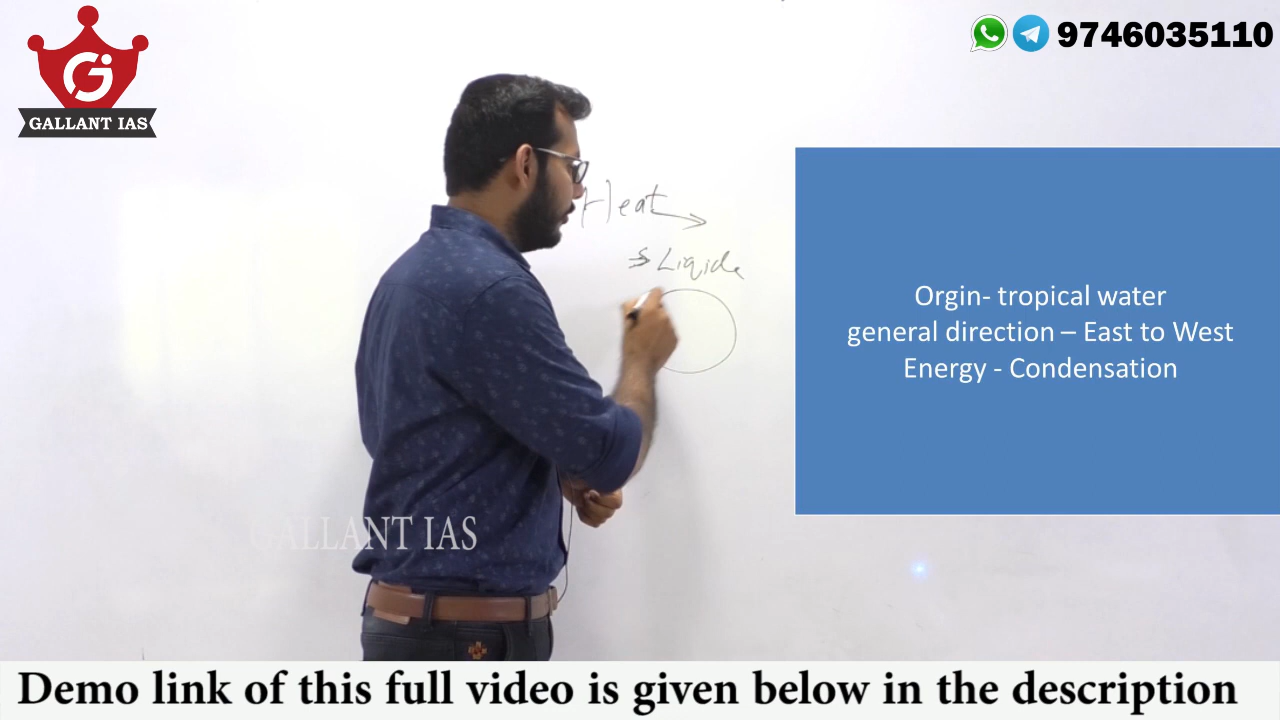 GALLANT IAS
9746035110
Heat
Liquide
Orgin- tropical water
general direction – East to West
Energy - Condensation
GALLANT IAS
Demo link of this full video is given below in the description